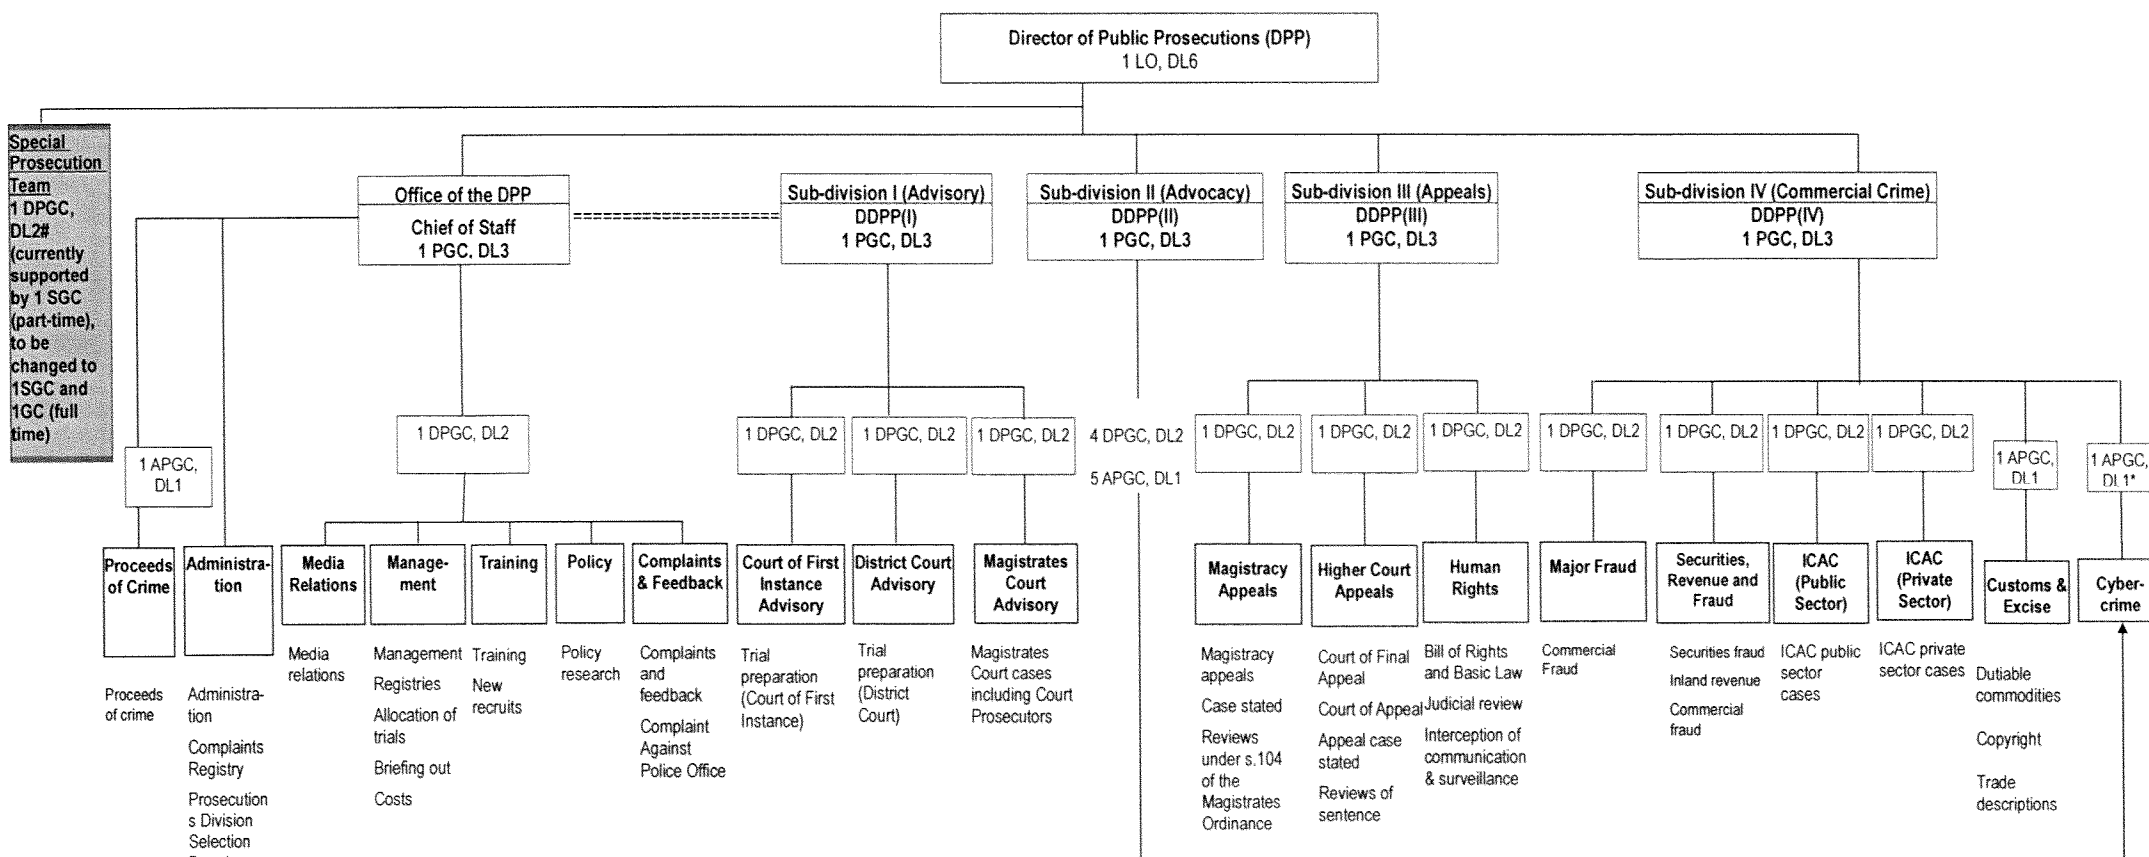 Director of Public Prosecutions (DPP)
1 LO, DL6
Special
Prosecution
Team
1 DPGC,
DL2#
(currently
supported
by 1 SGC
(part-time),
to be
changed to
1SGC and
1GC (full
time)
Office of the DPP
Chief of Staff
1 PGC, DL3
Sub-division I (Advisory)
DDPP(I)
1 PGC, DL3
Sub-division II (Advocacy)
DDPP(II)
1 PGC, DL3
Sub-division III (Appeals)
DDPP(III)
1 PGC, DL3
Sub-division IV (Commercial Crime)
DDPP(IV)
1 PGC, DL3
1 APGC,
DL1
1 DPGC, DL2
1 DPGC, DL2
1 DPGC, DL2
1 DPGC, DL2
4 DPGC, DL2
5 APGC, DL1
1 DPGC, DL2
1 DPGC, DL2
1 DPGC, DL2
1 DPGC, DL2
1 DPGC, DL2
1 DPGC, DL2
1 DPGC, DL2
1 APGC,
DL1
1 APGC,
DL1*
Proceeds
of Crime
Administra-
tion
Media
Relations
Manage-
ment
Training
Policy
Complaints
& Feedback
Court of First
Instance
Advisory
District Court
Advisory
Magistrates
Court
Advisory
Magistracy
Appeals
Higher Court
Appeals
Human
Rights
Major Fraud
Securities,
Revenue and
Fraud
ICAC
(Public
Sector)
ICAC
(Private
Sector)
Customs &
Excise
Cyber-
crime
Proceeds
of crime
Administra-
tion
Complaints
Registry
Prosecution
s Division
Selection
Media
relations
Management
Registries
Allocation of
trials
Briefing out
Costs
Training
New
recruits
Policy
research
Complaints
and
feedback
Complaint
Against
Police Office
Trial
preparation
(Court of First
Instance)
Trial
preparation
(District
Court)
Magistrates
Court cases
including Court
Prosecutors
Magistracy
appeals
Case stated
Reviews
under s.104
of the
Magistrates
Ordinance
Court of Final
Appeal
Court of Appeal
Appeal case
stated
Reviews of
sentence
Bill of Rights
and Basic Law
Judicial review
Interception of
communication
& surveillance
Commercial
Fraud
Securities fraud
Inland revenue
Commercial
fraud
ICAC public
sector
cases
ICAC private
sector cases
Dutiable
commodities
Copyright
Trade
descriptions